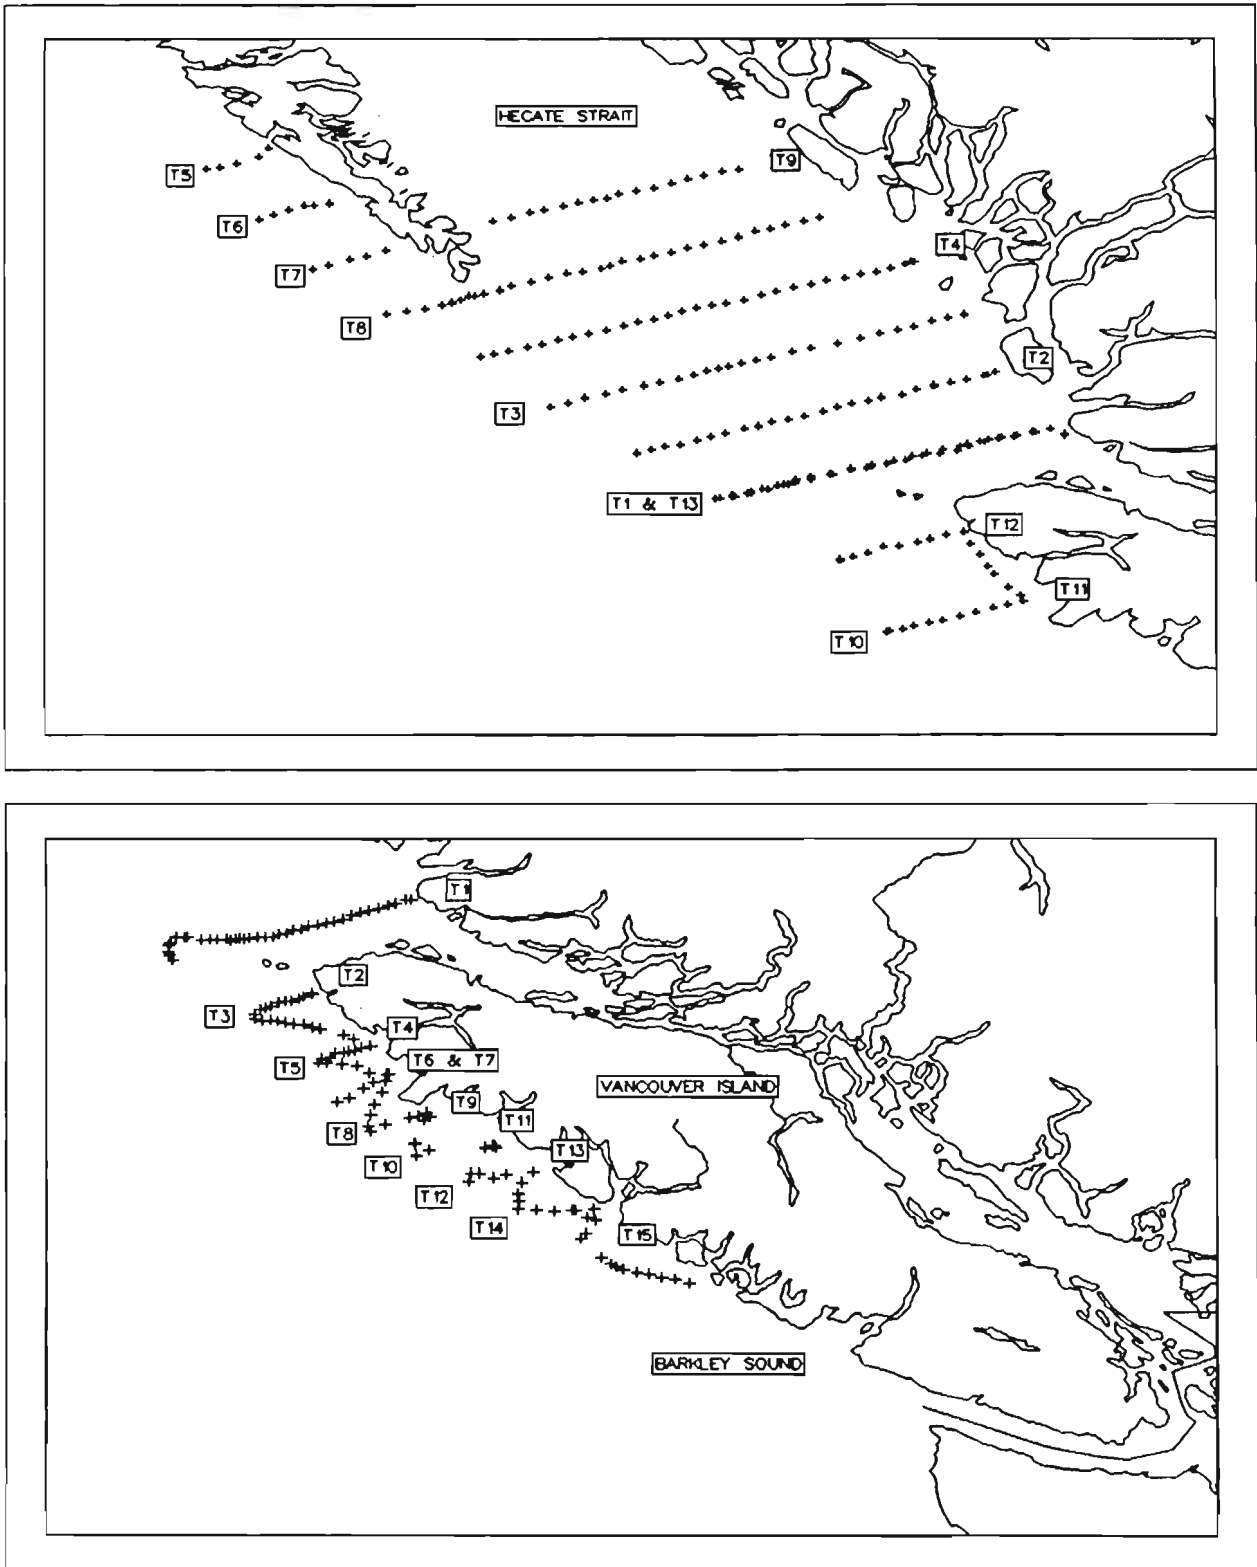 HECATE STRAIT
T9
T5
T6
T4
T7
T8
T2
T3
T1 & T13
T12
T11
T10
T1
T2
T3
T4
T5
T6 & T7
VANCOUVER ISLAND
T9
T11
T8
T13
T10
T12
T14
T15
BARKLEY SOUND